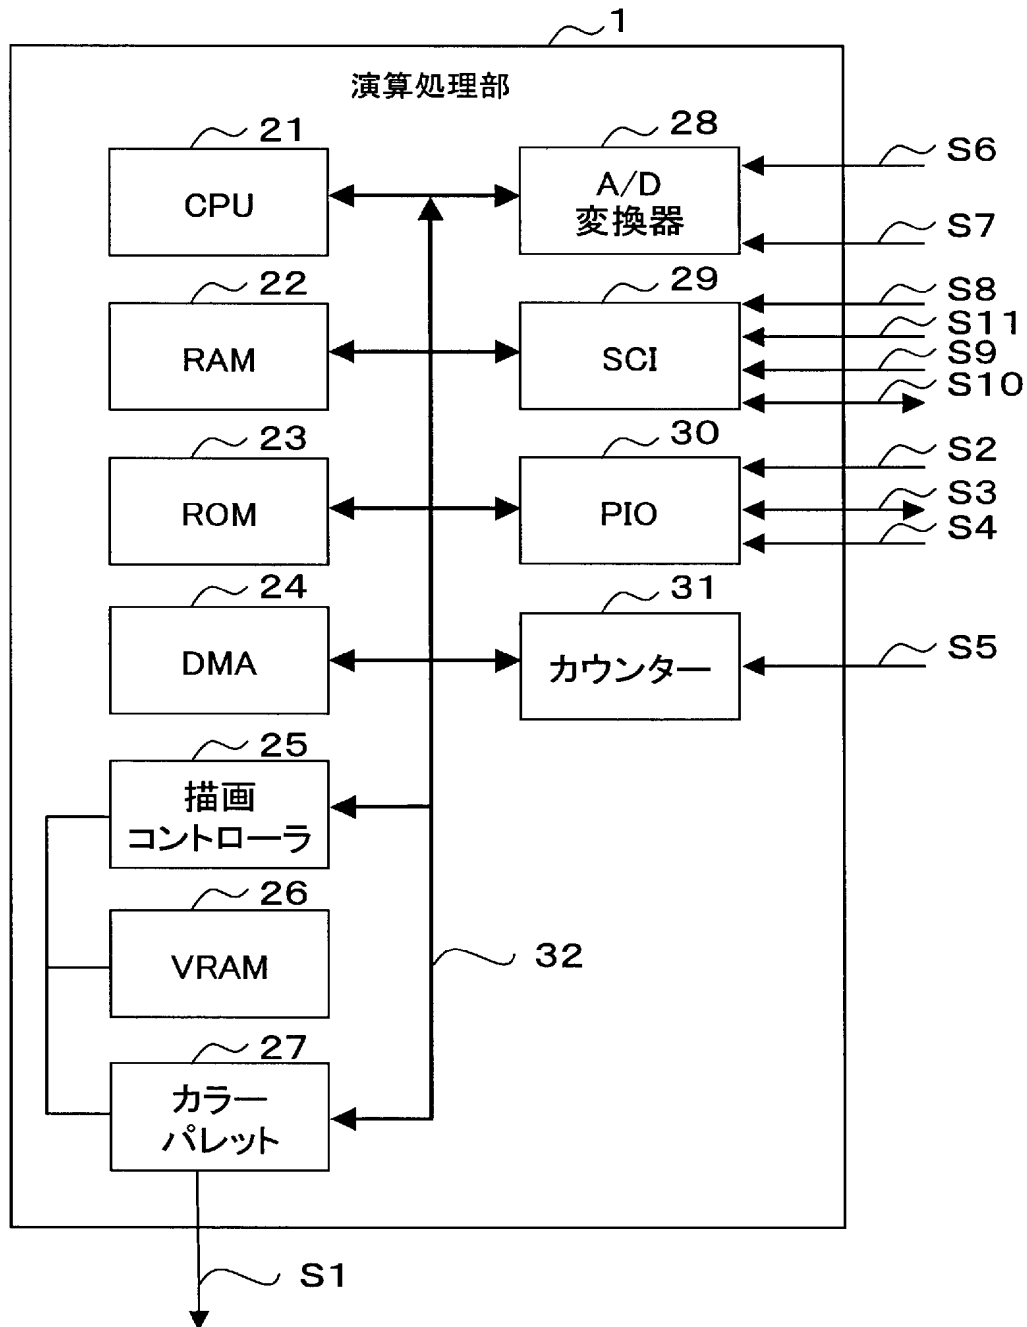 1
演算処理部
21
CPU
28
A/D
変換器
S6
S7
22
RAM
29
SCI
S8
S11
S9
S10
23
ROM
30
PIO
S2
S3
S4
24
DMA
31
カウンター
S5
25
描画
コントローラ
26
VRAM
32
27
カラー
パレット
S1